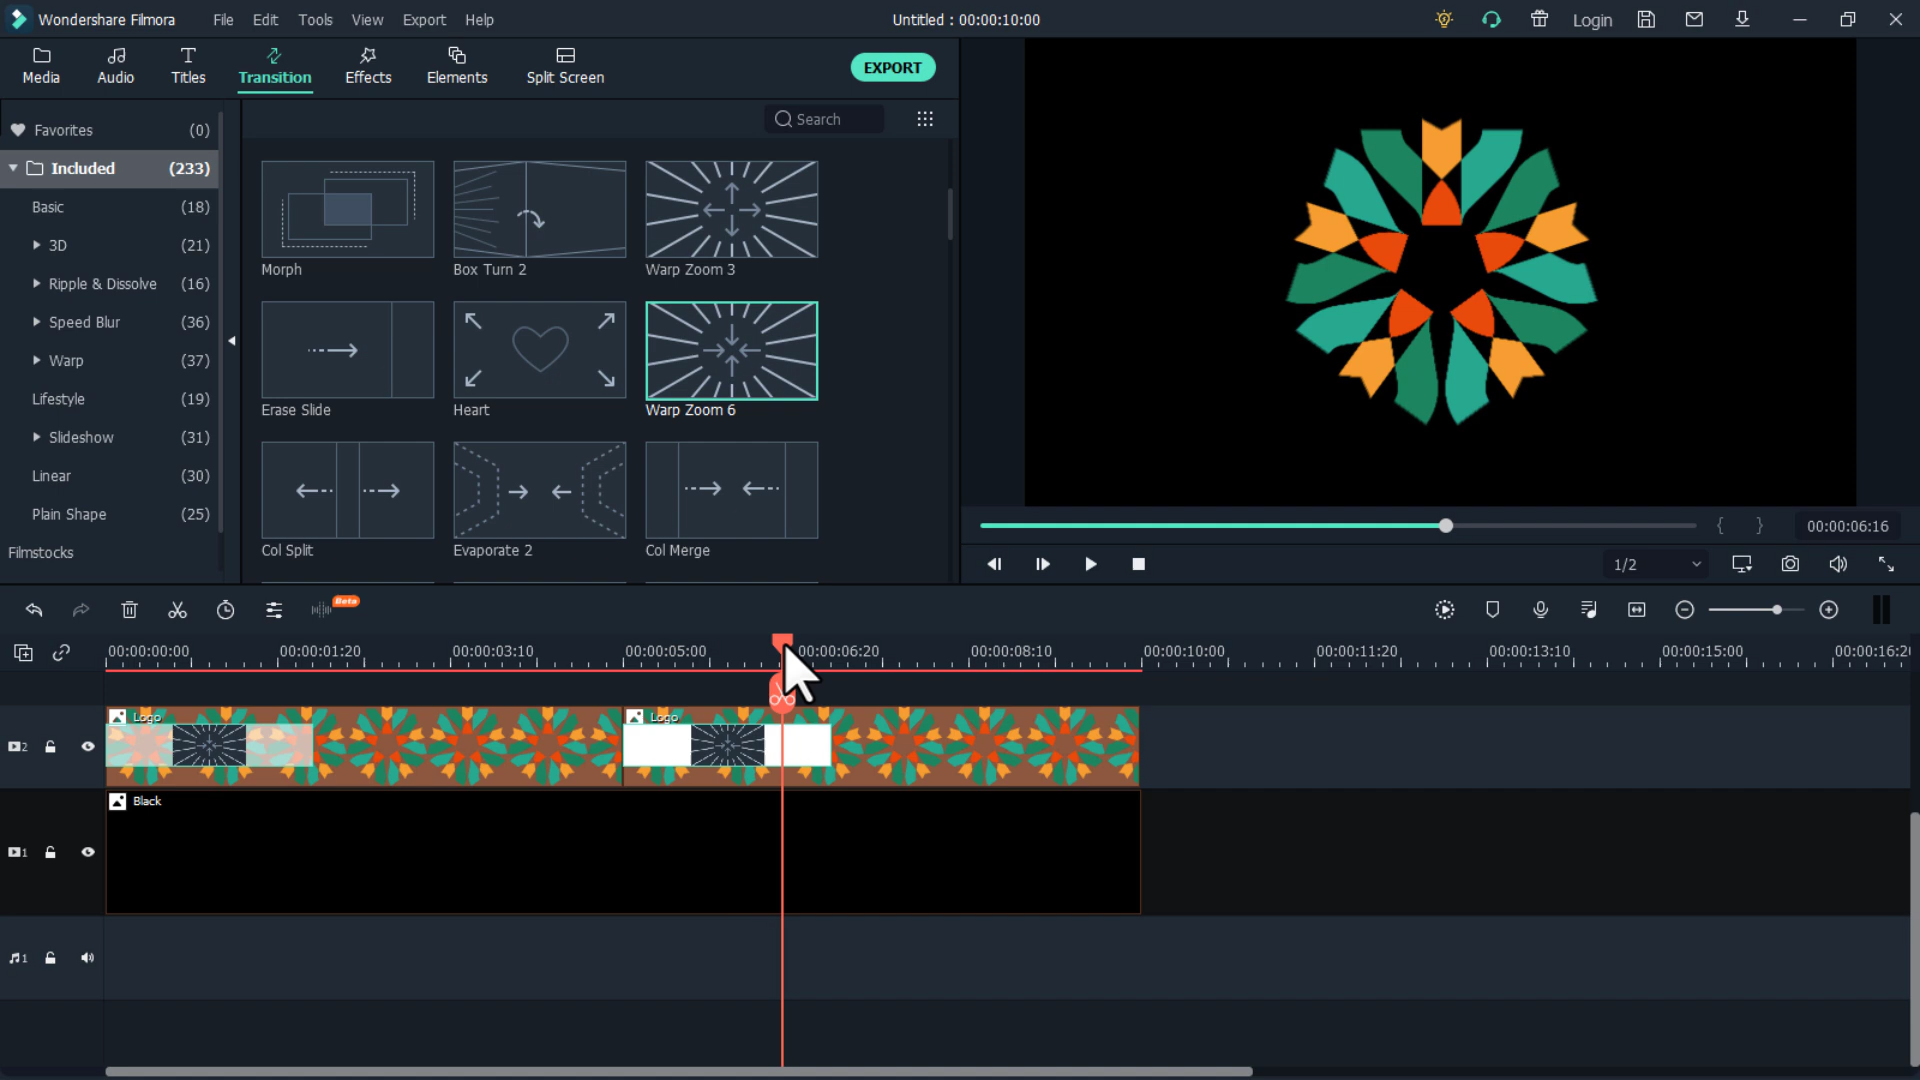 Wondershare Filmora File Edit Tools View Export Help Untitled : 00:00:10:00 Login
Media Audio Titles Transition Effects Elements Split Screen EXPORT
Favorites (0)
Search
Included (233)
Basic (18)
3D (21)
Ripple & Dissolve (16)
Speed Blur (36)
Warp (37)
Lifestyle (19)
Slideshow (31)
Linear (30)
Plain Shape (25)
Filmstocks
Morph Box Turn 2 Warp Zoom 3
Erase Slide Heart Warp Zoom 6
Col Split Evaporate 2 Col Merge
{ } 00:00:06:16
1/2
Beta
00:00:00:00 00:00:01:20 00:00:03:10 00:00:05:00 00:00:06:20 00:00:08:10 00:00:10:00 00:00:11:20 00:00:13:10 00:00:15:00 00:00:16:20
Logo Logo
2
Black
1
1